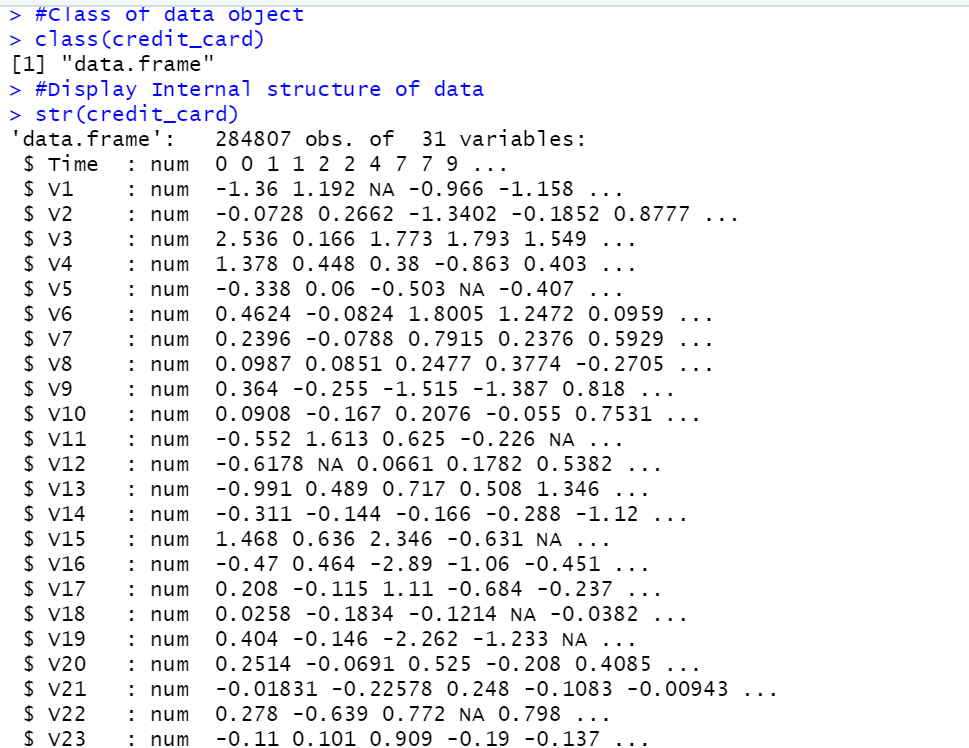 > #Class of data object
> class(credit_card)
[1] "data.frame"
> #Display Internal structure of data
> str(credit_card)
'data.frame':   284807 obs. of  31 variables:
 $ Time  : num  0 0 1 1 2 2 4 7 7 9 ...
 $ V1    : num  -1.36 1.192 NA -0.966 -1.158 ...
 $ V2    : num  -0.0728 0.2662 -1.3402 -0.1852 0.8777 ...
 $ V3    : num  2.536 0.166 1.773 1.793 1.549 ...
 $ V4    : num  1.378 0.448 0.38 -0.863 0.403 ...
 $ V5    : num  -0.338 0.06 -0.503 NA -0.407 ...
 $ V6    : num  0.4624 -0.0824 1.8005 1.2472 0.0959 ...
 $ V7    : num  0.2396 -0.0788 0.7915 0.2376 0.5929 ...
 $ V8    : num  0.0987 0.0851 0.2477 0.3774 -0.2705 ...
 $ V9    : num  0.364 -0.255 -1.515 -1.387 0.818 ...
 $ V10   : num  0.0908 -0.167 0.2076 -0.055 0.7531 ...
 $ V11   : num  -0.552 1.613 0.625 -0.226 NA ...
 $ V12   : num  -0.6178 NA 0.0661 0.1782 0.5382 ...
 $ V13   : num  -0.991 0.489 0.717 0.508 1.346 ...
 $ V14   : num  -0.311 -0.144 -0.166 -0.288 -1.12 ...
 $ V15   : num  1.468 0.636 2.346 -0.631 NA ...
 $ V16   : num  -0.47 0.464 -2.89 -1.06 -0.451 ...
 $ V17   : num  0.208 -0.115 1.11 -0.684 -0.237 ...
 $ V18   : num  0.0258 -0.1834 -0.1214 NA -0.0382 ...
 $ V19   : num  0.404 -0.146 -2.262 -1.233 NA ...
 $ V20   : num  0.2514 -0.0691 0.525 -0.208 0.4085 ...
 $ V21   : num  -0.01831 -0.22578 0.248 -0.1083 -0.00943 ...
 $ V22   : num  0.278 -0.639 0.772 NA 0.798 ...
 $ V23   : num  -0.11 0.101 0.909 -0.19 -0.137 ...